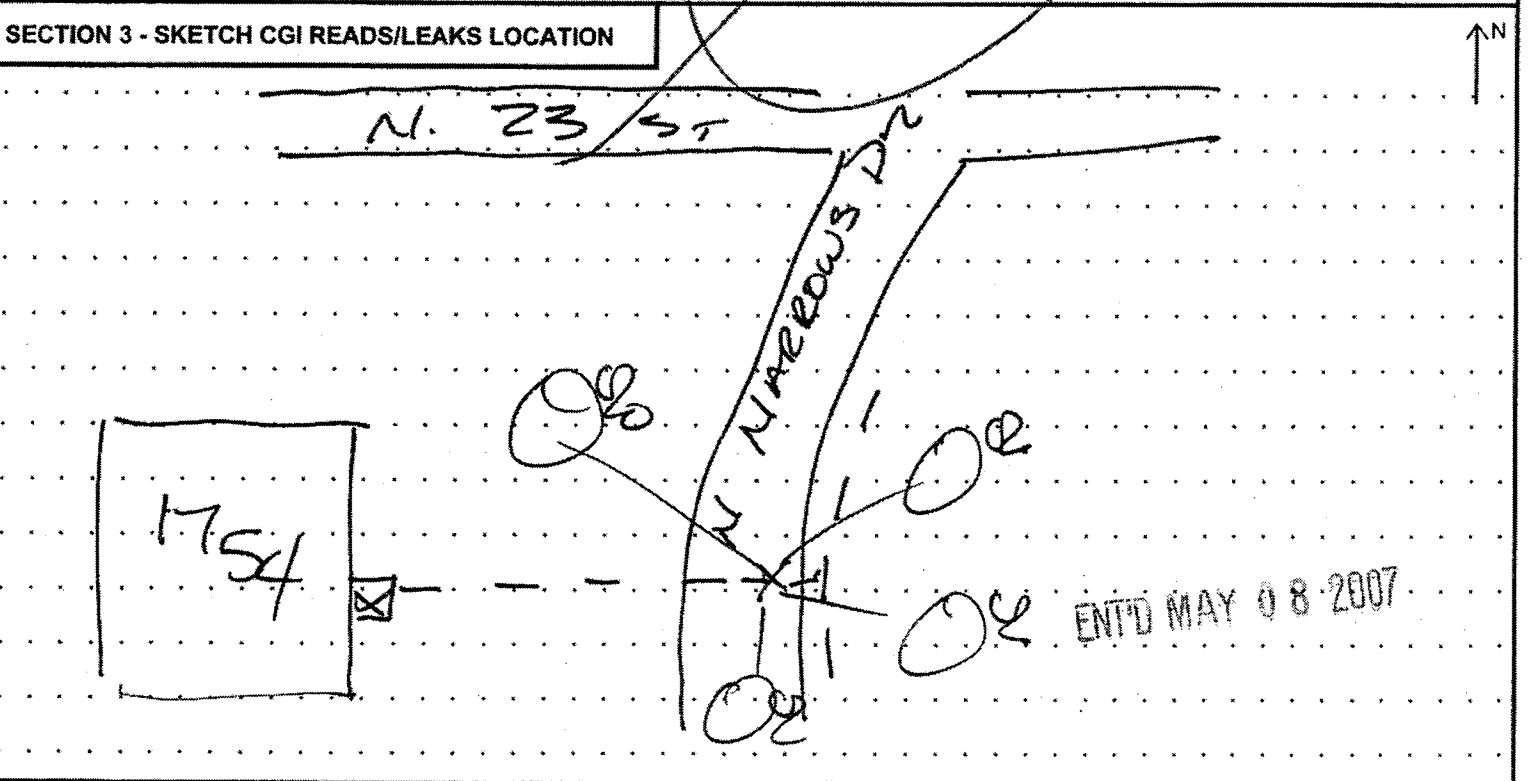 SECTION 3 - SKETCH CGI READS/LEAKS LOCATION
N
N. 23 ST
N NARROWS Dr
1754
ENT'D MAY 08 2007